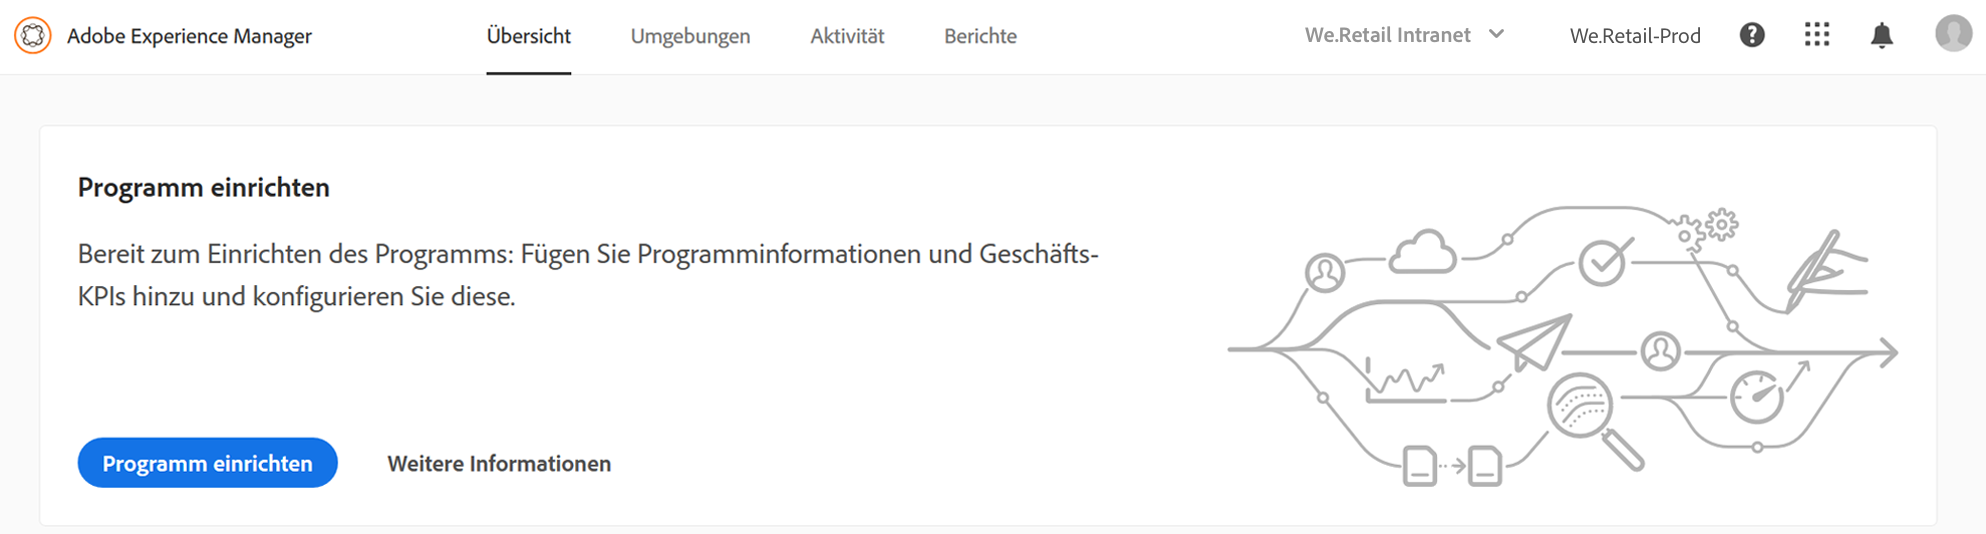 Adobe Experience Manager
Übersicht
Umgebungen
Aktivität
Berichte
We.Retail Intranet
We.Retail-Prod
?
Programm einrichten
Bereit zum Einrichten des Programms: Fügen Sie Programminformationen und Geschäfts-
KPIs hinzu und konfigurieren Sie diese.
Programm einrichten
Weitere Informationen